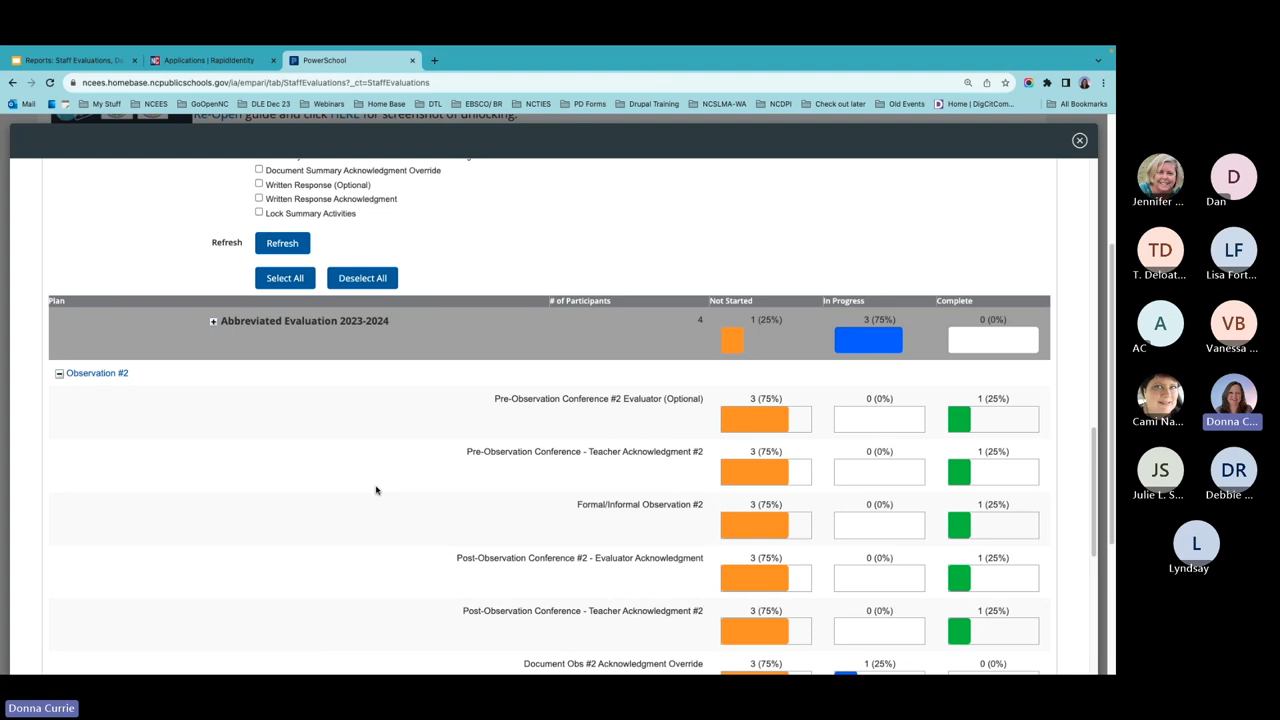 Reports: Staff Evaluations, D
Applications | RapidIdentity
PowerSchool
ncees.homebase.ncpublicschools.gov/ia/empari/tab/StaffEvaluations?_ct=StaffEvaluations
Mail My Stuff NCEES GoOpenNC DLE Dec 23 Webinars Home Base DTL EBSCO/ BR NCTIES PD Forms Drupal Training NCSLMA-WA NCDPI Check out later Old Events Home | DigCitCom... All Bookmarks
Re-Open guide and click HERE for screenshot of unlocking.
Document Summary Acknowledgment Override
Written Response (Optional)
Written Response Acknowledgment
Lock Summary Activities
Refresh Refresh
Select All Deselect All
Plan # of Participants Not Started In Progress Complete
Abbreviated Evaluation 2023-2024 4 1 (25%) 3 (75%) 0 (0%)
Observation #2
Pre-Observation Conference #2 Evaluator (Optional) 3 (75%) 0 (0%) 1 (25%)
Pre-Observation Conference - Teacher Acknowledgment #2 3 (75%) 0 (0%) 1 (25%)
Formal/Informal Observation #2 3 (75%) 0 (0%) 1 (25%)
Post-Observation Conference #2 - Evaluator Acknowledgment 3 (75%) 0 (0%) 1 (25%)
Post-Observation Conference - Teacher Acknowledgment #2 3 (75%) 0 (0%) 1 (25%)
Document Obs #2 Acknowledgment Override 3 (75%) 1 (25%) 0 (0%)
D
Jennifer ... Dan
TD LF
T. Deloat... Lisa Fort...
A VB
AC Vanessa ...
Cami Na... Donna C...
JS DR
Julie L. S... Debbie ...
L
Lyndsay
Donna Currie